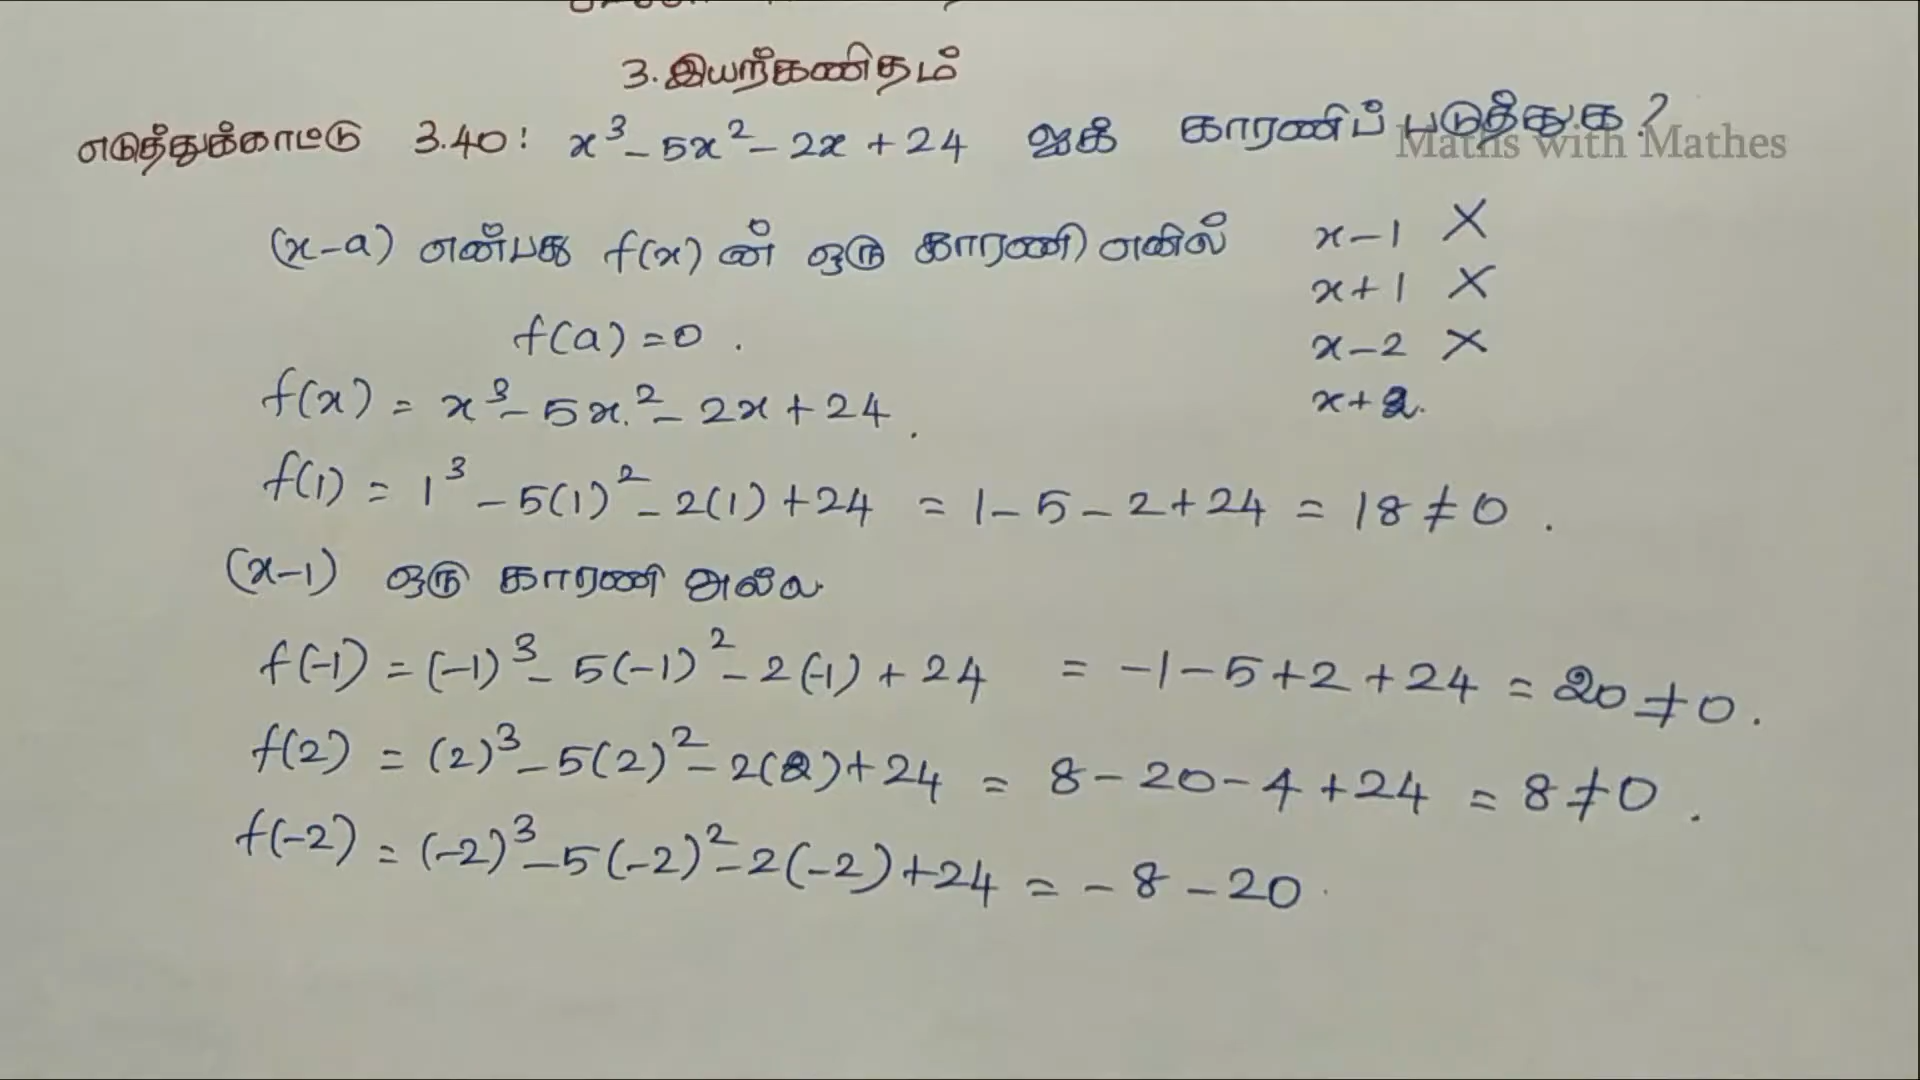 3. இயற்கணிதம்
எடுத்துக்காட்டு 3.40: x³ - 5x² - 2x + 24 ஐக் காரணிப் படுத்துக?
Maths with Mathes
(x-a) என்பது f(x) ன் ஒரு காரணி எனில்
f(a) = 0.
x-1 ×
x+1 ×
x-2 ×
x+2.
f(x) = x³ - 5x² - 2x + 24.
f(1) = 1³ - 5(1)² - 2(1) + 24 = 1 - 5 - 2 + 24 = 18 ≠ 0.
(x-1) ஒரு காரணி அல்ல
f(-1) = (-1)³ - 5(-1)² - 2(-1) + 24 = -1 - 5 + 2 + 24 = 20 ≠ 0.
f(2) = (2)³ - 5(2)² - 2(2) + 24 = 8 - 20 - 4 + 24 = 8 ≠ 0.
f(-2) = (-2)³ - 5(-2)² - 2(-2) + 24 = -8 - 20